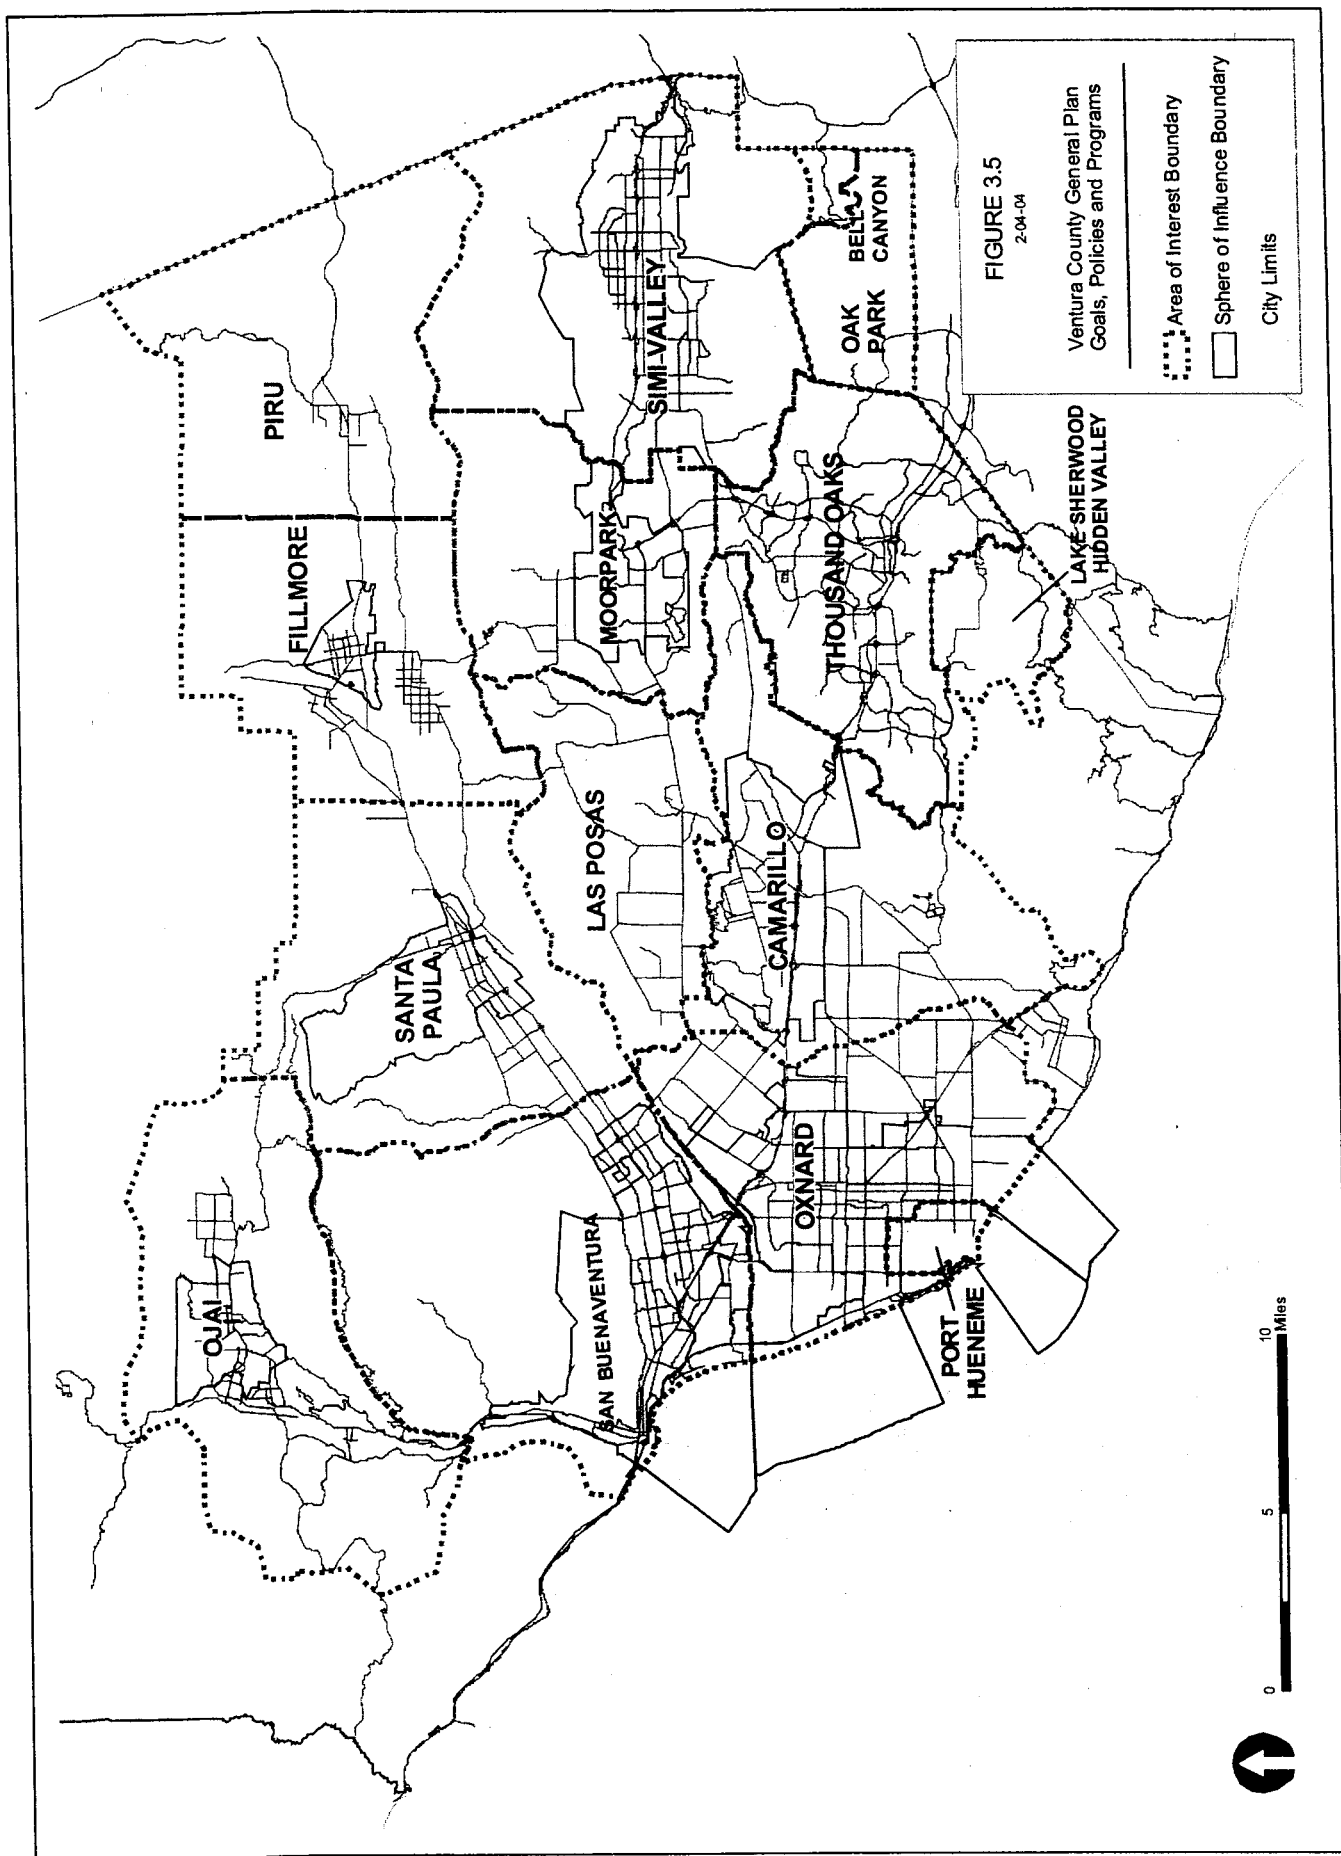 OJAI
SANTA
PAULA
FILLMORE
PIRU
SAN BUENAVENTURA
LAS POSAS
MOORPARK
SIMI VALLEY
OXNARD
CAMARILLO
THOUSAND OAKS
OAK
PARK
BELL
CANYON
PORT
HUENEME
LAKE SHERWOOD
HIDDEN VALLEY
FIGURE 3.5
2-04-04
Ventura County General Plan
Goals, Policies and Programs
Area of Interest Boundary
Sphere of Influence Boundary
City Limits
0 5 10 Miles